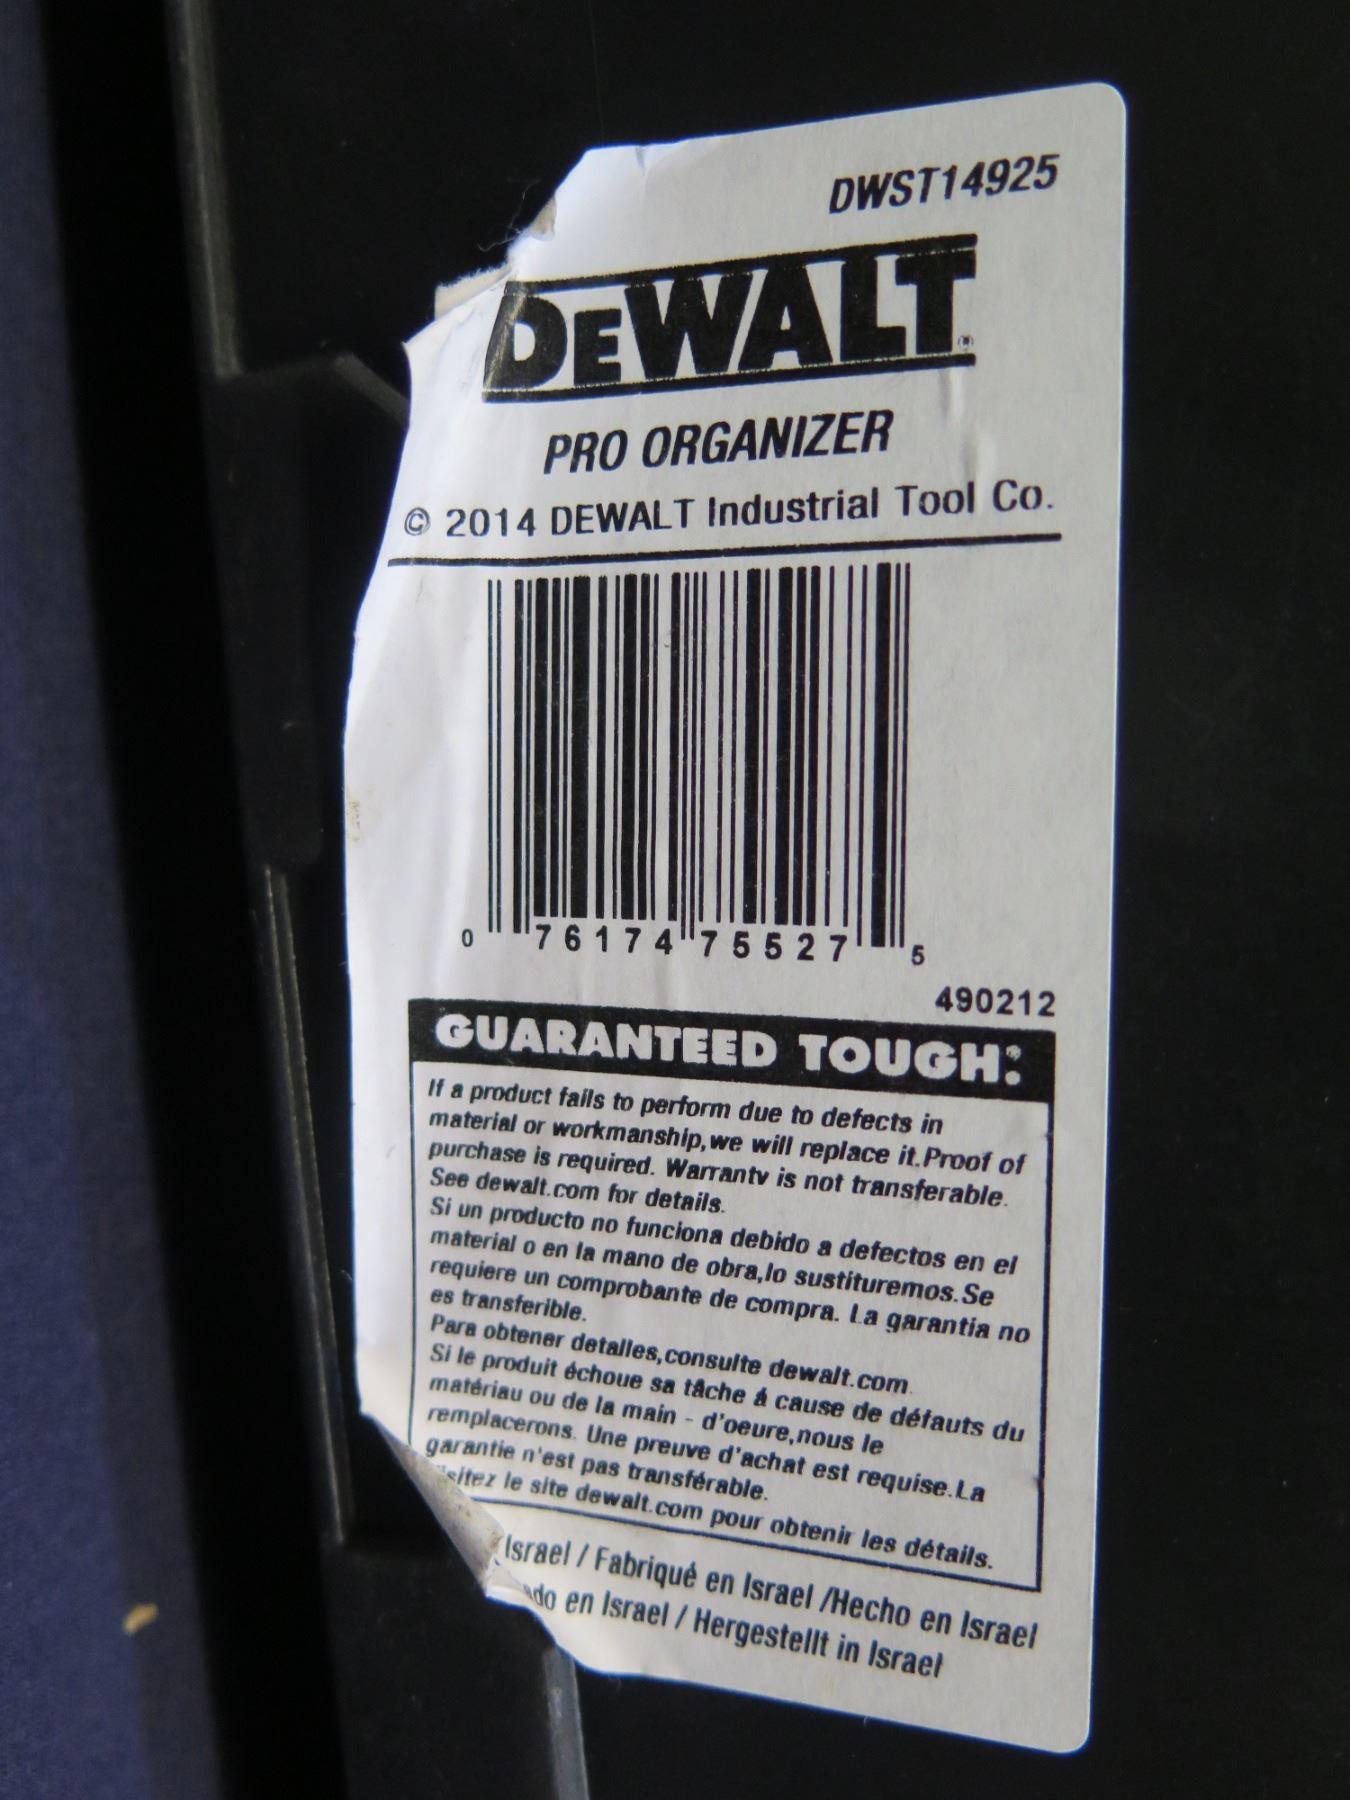 DWST14925
DEWALT®
PRO ORGANIZER
© 2014 DEWALT Industrial Tool Co.
0 76174 75527 5
490212
GUARANTEED TOUGH:
If a product fails to perform due to defects in
material or workmanship,we will replace it.Proof of
purchase is required. Warranty is not transferable.
See dewalt.com for details.
Si un producto no funciona debido a defectos en el
material o en la mano de obra,lo sustituremos.Se
requiere un comprobante de compra. La garantia no
es transferible.
Para obtener detalles,consulte dewalt.com.
Si le produit échoue sa tâche á cause de défauts du
matériau ou de la main - d'oeure,nous le
remplacerons. Une preuve d'achat est requise.La
garantie n'est pas transférable.
le site dewalt.com pour obtenir les détails.
Israel / Fabriqué en Israel /Hecho en Israel
en Israel / Hergestellt in Israel